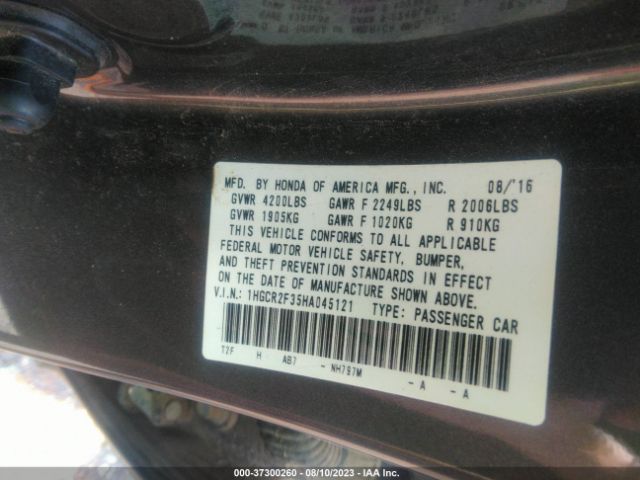 MFD. BY HONDA OF AMERICA MFG., INC. 08/'16
GVWR 4200LBS GAWR F 2249LBS R 2006LBS
GVWR 1905KG GAWR F 1020KG R 910KG
THIS VEHICLE CONFORMS TO ALL APPLICABLE
FEDERAL MOTOR VEHICLE SAFETY, BUMPER,
AND THEFT PREVENTION STANDARDS IN EFFECT
ON THE DATE OF MANUFACTURE SHOWN ABOVE.
V.I.N.: 1HGCR2F35HA045121 TYPE: PASSENGER CAR
T2F H AB7 - NH797M - A - A
000-37300260 - 08/10/2023 - IAA Inc.